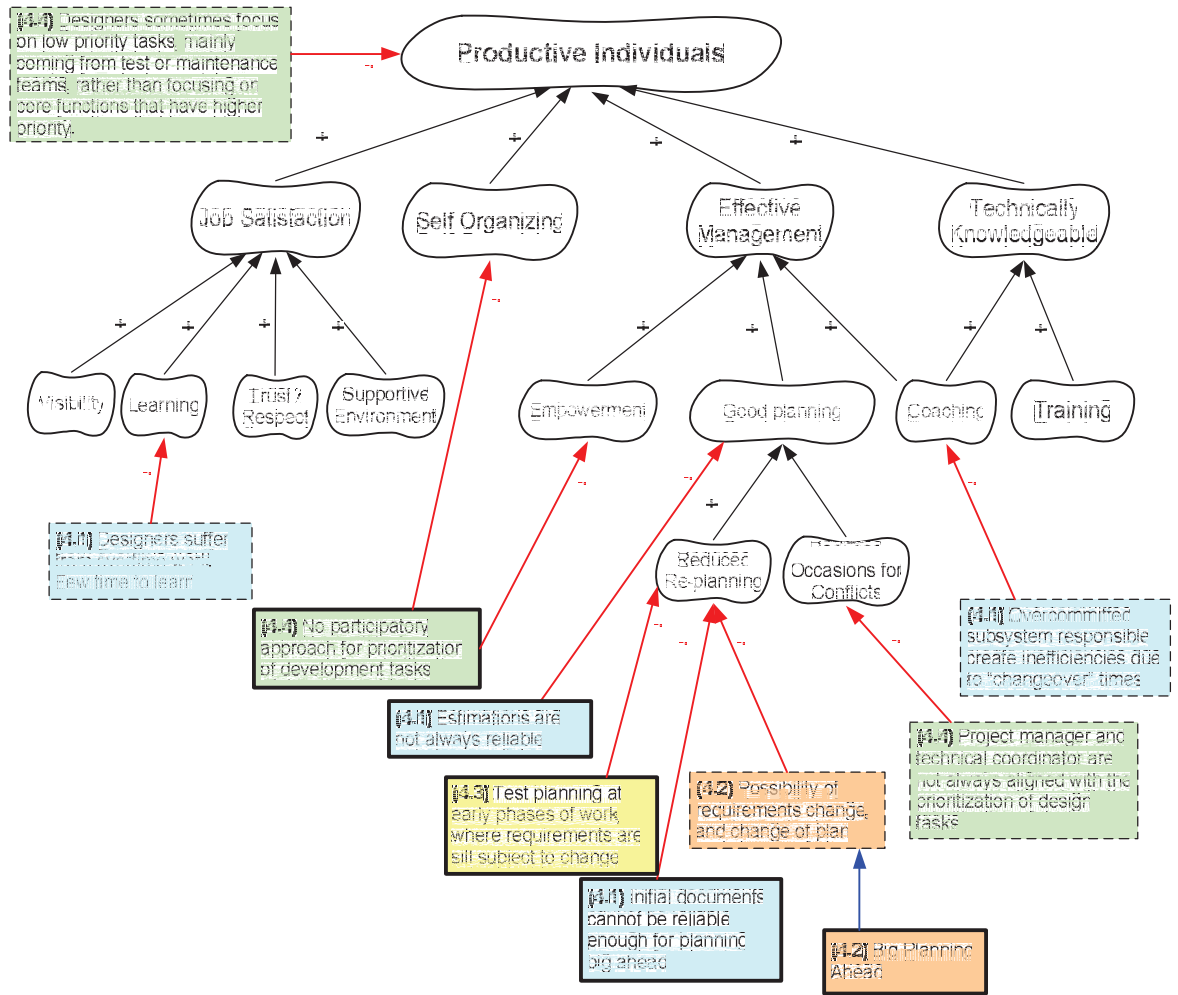 (4.4) Designers sometimes focus
on low priority tasks, mainly
coming from test or maintenance
teams, rather than focusing on
core functions that have higher
priority.
Productive Individuals
+
+
+
+
Job Satisfaction
Self Organizing
Effective
Management
Technically
Knowledgeable
+
+
+
+
+
+
+
+
+
Visibility
Learning
Trust?
Respect
Supportive
Environment
Empowerment
Good planning
Coaching
Training
+
(4.1) Designers suffer
from overtime work,
Few time to learn
Reduced
Re-planning
Occasions for
Conflicts
(4.4) No participatory
approach for prioritization
of development tasks
(4.1) Overcommitted
subsystem responsible
create inefficiencies due
to "changeover" times
(4.1) Estimations are
not always reliable
(4.4) Project manager and
technical coordinator are
not always aligned with the
prioritization of design
tasks
(4.3) Test planning at
early phases of work,
where requirements are
sill subject to change
(4.2) Possibility of
requirements change,
and change of plan
(4.1) Initial documents
cannot be reliable
enough for planning
big ahead
(4.2) Big Planning
Ahead